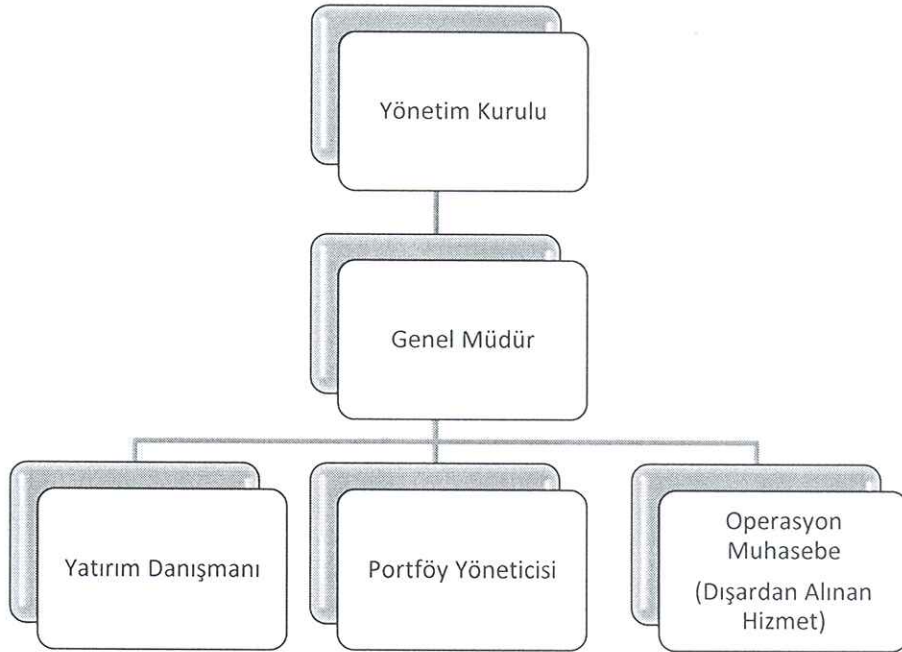 Yönetim Kurulu
Genel Müdür
Yatırım Danışmanı
Portföy Yöneticisi
Operasyon
Muhasebe
(Dışardan Alınan
Hizmet)